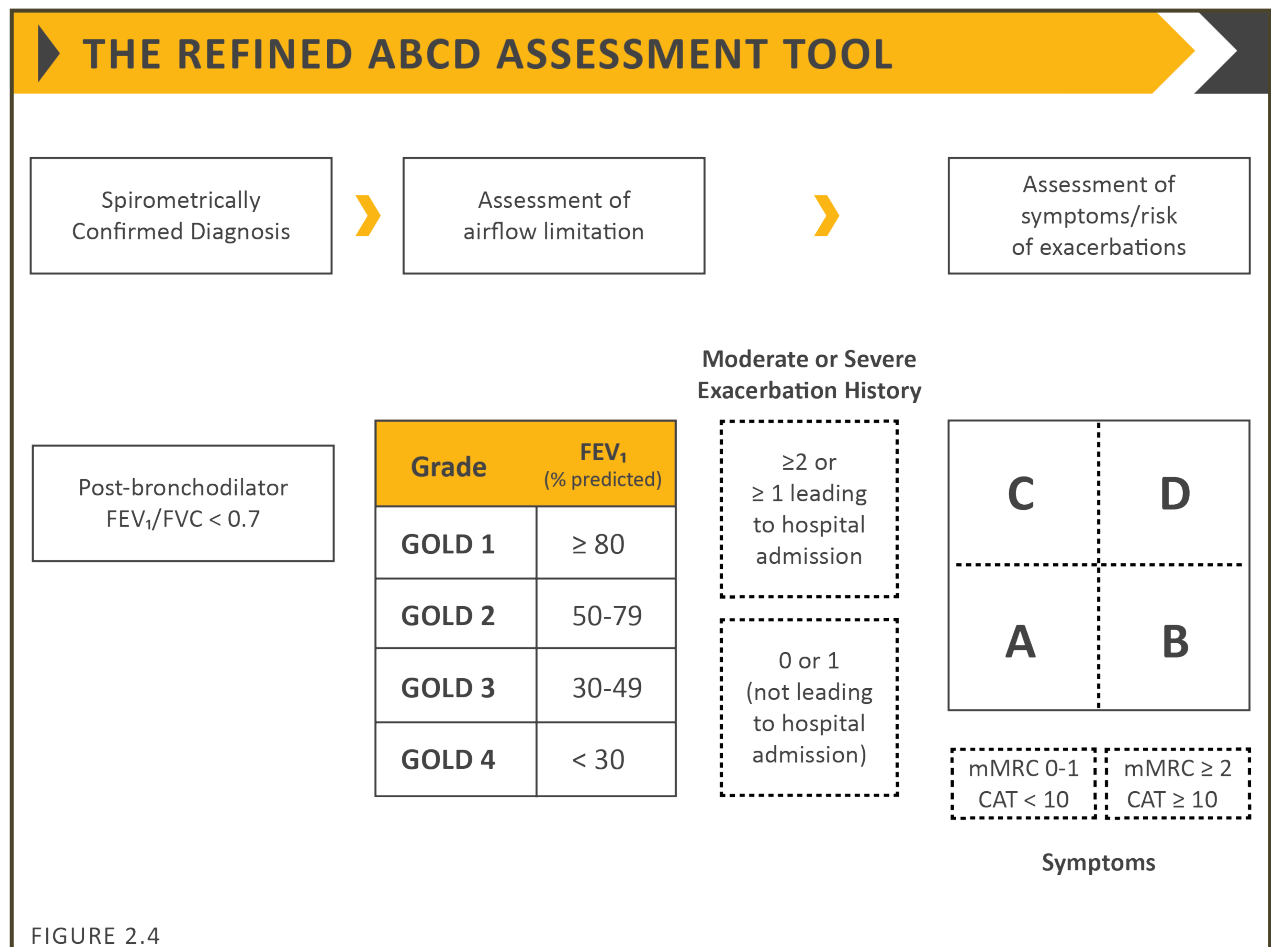 THE REFINED ABCD ASSESSMENT TOOL
Spirometrically
Confirmed Diagnosis
Assessment of
airflow limitation
Assessment of
symptoms/risk
of exacerbations
Post-bronchodilator
FEV₁/FVC < 0.7
Grade FEV₁
(% predicted)
GOLD 1 ≥ 80
GOLD 2 50-79
GOLD 3 30-49
GOLD 4 < 30
Moderate or Severe
Exacerbation History
≥2 or
≥ 1 leading
to hospital
admission
0 or 1
(not leading
to hospital
admission)
C D
A B
mMRC 0-1
CAT < 10
mMRC ≥ 2
CAT ≥ 10
Symptoms
FIGURE 2.4